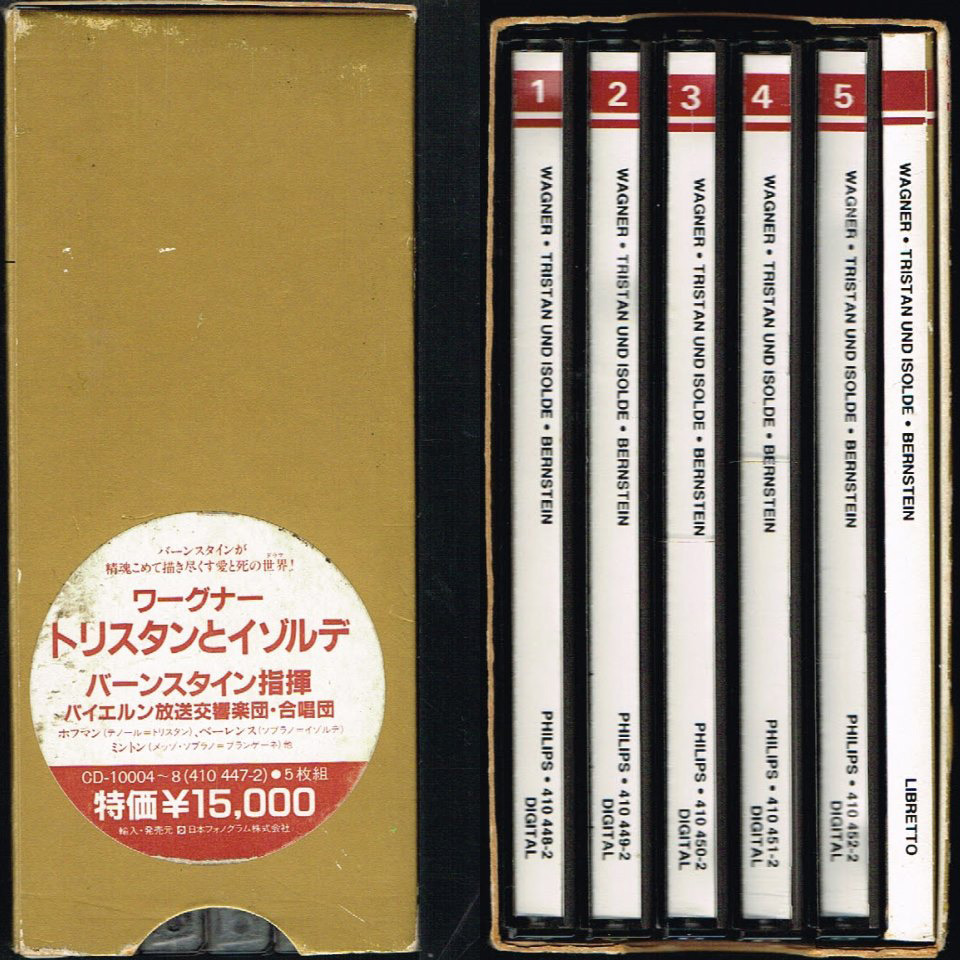 バーンスタインが
精魂こめて描き尽くす愛と死の世界!
ドラマ
ワーグナー
トリスタンとイゾルデ
バーンスタイン指揮
バイエルン放送交響楽団・合唱団
ホフマン(テノール=トリスタン)、ベーレンス(ソプラノ=イゾルデ)
ミントン(メッゾ・ソプラノ=ブランゲーネ)他
CD-10004~8(410 447-2)●5枚組
特価¥15,000
輸入・発売元 日本フォノグラム株式会社
1
WAGNER • TRISTAN UND ISOLDE • BERNSTEIN
PHILIPS • 410 448-2
DIGITAL
2
WAGNER • TRISTAN UND ISOLDE • BERNSTEIN
PHILIPS • 410 449-2
DIGITAL
3
WAGNER • TRISTAN UND ISOLDE • BERNSTEIN
PHILIPS • 410 450-2
DIGITAL
4
WAGNER • TRISTAN UND ISOLDE • BERNSTEIN
PHILIPS • 410 451-2
DIGITAL
5
WAGNER • TRISTAN UND ISOLDE • BERNSTEIN
PHILIPS • 410 452-2
DIGITAL
WAGNER • TRISTAN UND ISOLDE • BERNSTEIN
LIBRETTO